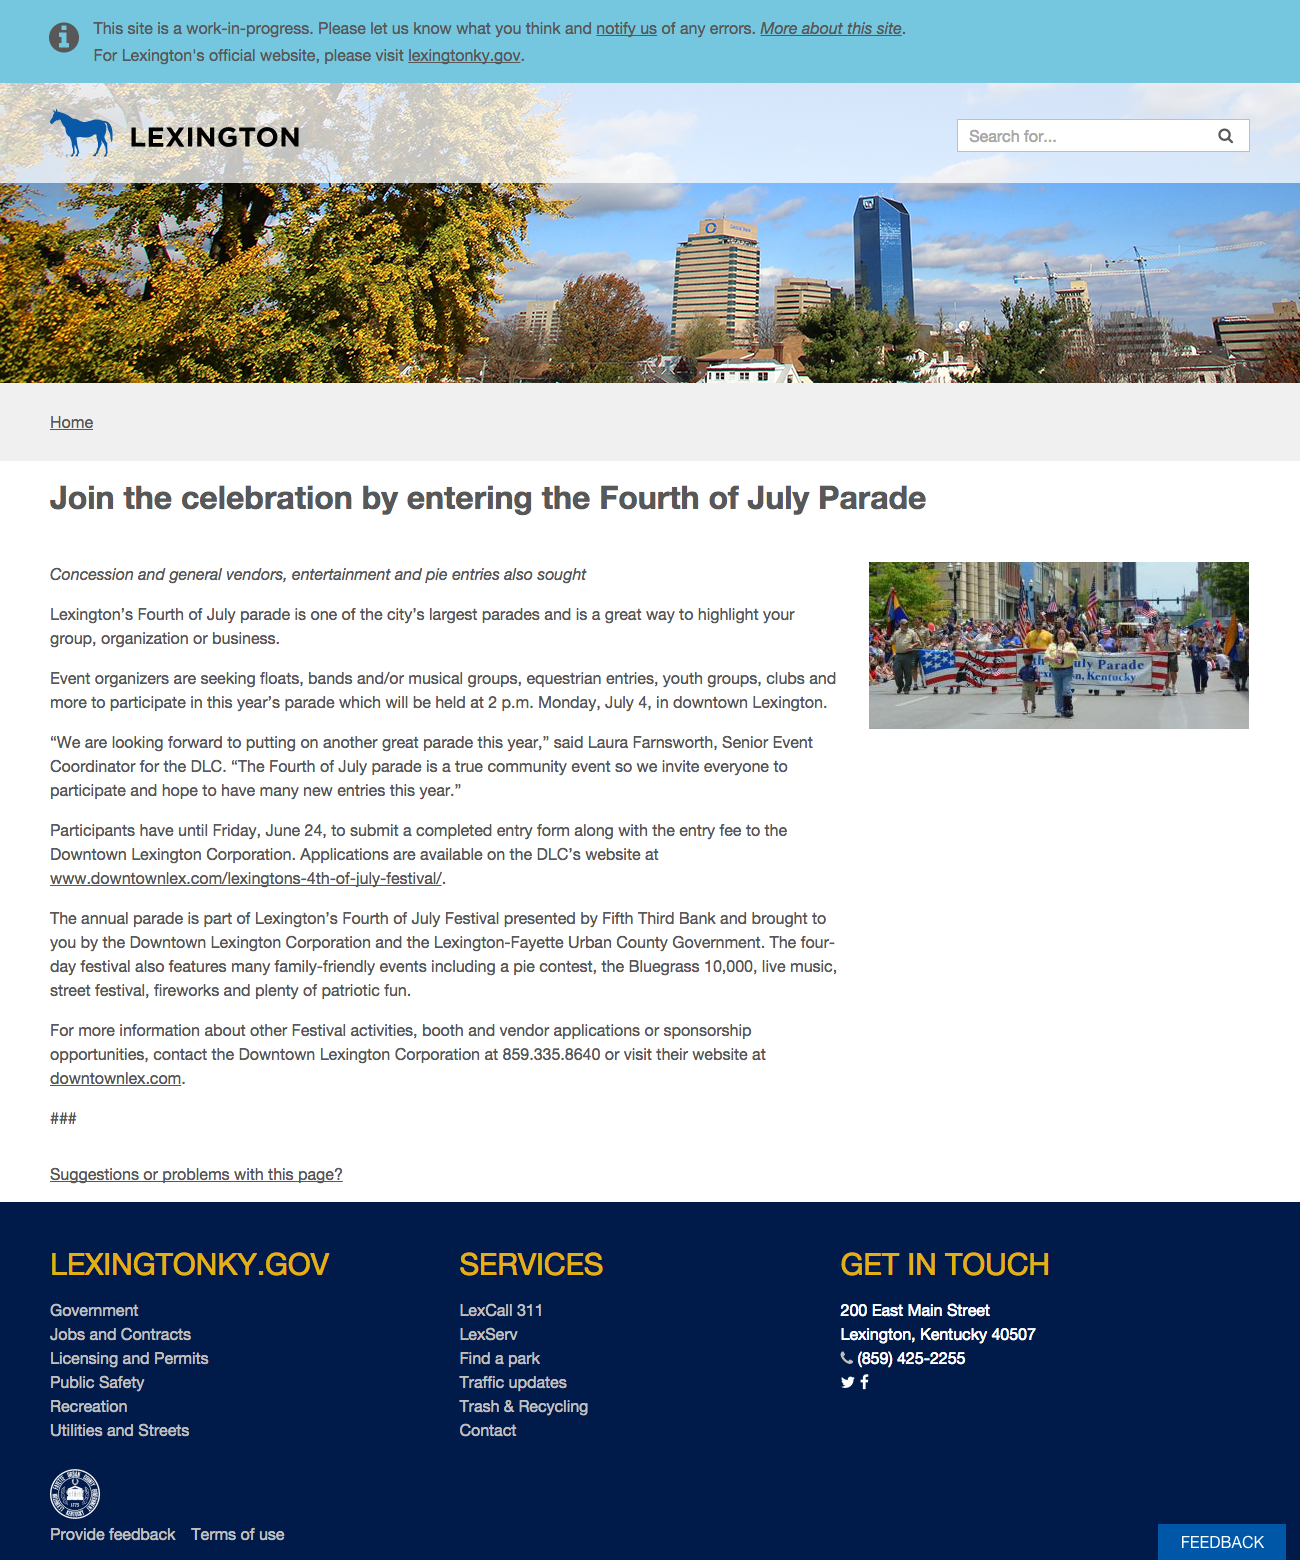 This site is a work-in-progress. Please let us know what you think and notify us of any errors. More about this site.
For Lexington's official website, please visit lexingtonky.gov.
LEXINGTON
Search for...
Home
Join the celebration by entering the Fourth of July Parade
Concession and general vendors, entertainment and pie entries also sought
Lexington’s Fourth of July parade is one of the city’s largest parades and is a great way to highlight your
group, organization or business.
Event organizers are seeking floats, bands and/or musical groups, equestrian entries, youth groups, clubs and
more to participate in this year’s parade which will be held at 2 p.m. Monday, July 4, in downtown Lexington.
“We are looking forward to putting on another great parade this year,” said Laura Farnsworth, Senior Event
Coordinator for the DLC. “The Fourth of July parade is a true community event so we invite everyone to
participate and hope to have many new entries this year.”
Participants have until Friday, June 24, to submit a completed entry form along with the entry fee to the
Downtown Lexington Corporation. Applications are available on the DLC’s website at
www.downtownlex.com/lexingtons-4th-of-july-festival/.
The annual parade is part of Lexington’s Fourth of July Festival presented by Fifth Third Bank and brought to
you by the Downtown Lexington Corporation and the Lexington-Fayette Urban County Government. The four-
day festival also features many family-friendly events including a pie contest, the Bluegrass 10,000, live music,
street festival, fireworks and plenty of patriotic fun.
For more information about other Festival activities, booth and vendor applications or sponsorship
opportunities, contact the Downtown Lexington Corporation at 859.335.8640 or visit their website at
downtownlex.com.
###
July Parade
Kentucky
Suggestions or problems with this page?
LEXINGTONKY.GOV
Government
Jobs and Contracts
Licensing and Permits
Public Safety
Recreation
Utilities and Streets
SERVICES
LexCall 311
LexServ
Find a park
Traffic updates
Trash & Recycling
Contact
GET IN TOUCH
200 East Main Street
Lexington, Kentucky 40507
(859) 425-2255
Provide feedback Terms of use
FEEDBACK